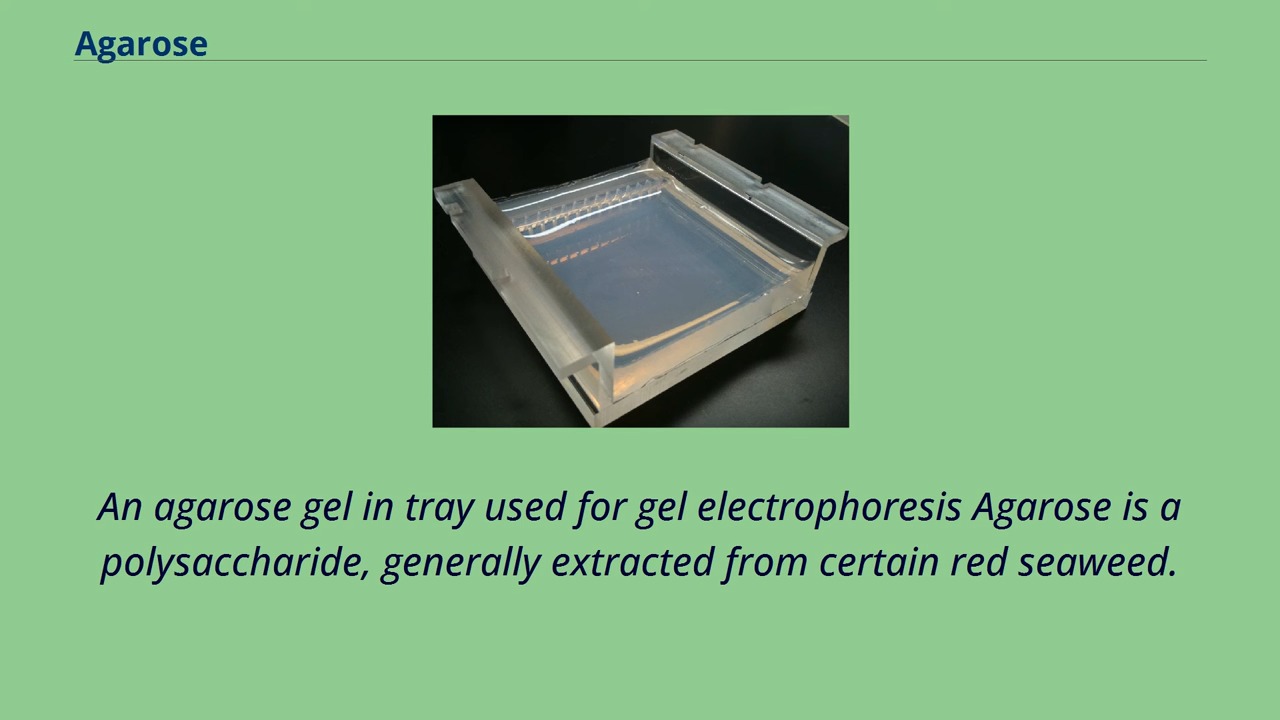 Agarose
An agarose gel in tray used for gel electrophoresis Agarose is a
polysaccharide, generally extracted from certain red seaweed.